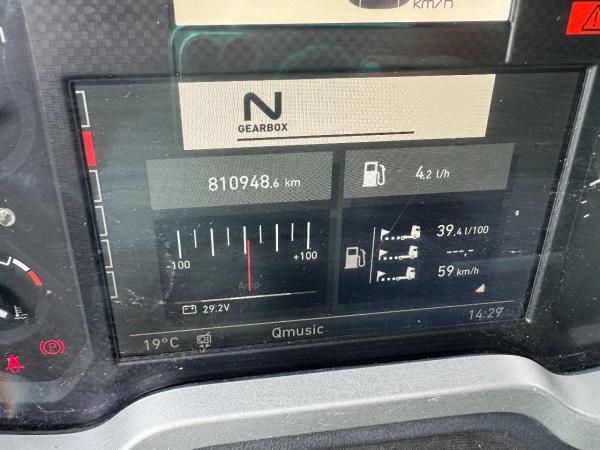 km/h
N
GEARBOX
810948,6 km
4,2 l/h
-100 +100
Amp
29.2V
39,4 l/100
---,-
59 km/h
19°C Qmusic 14:29